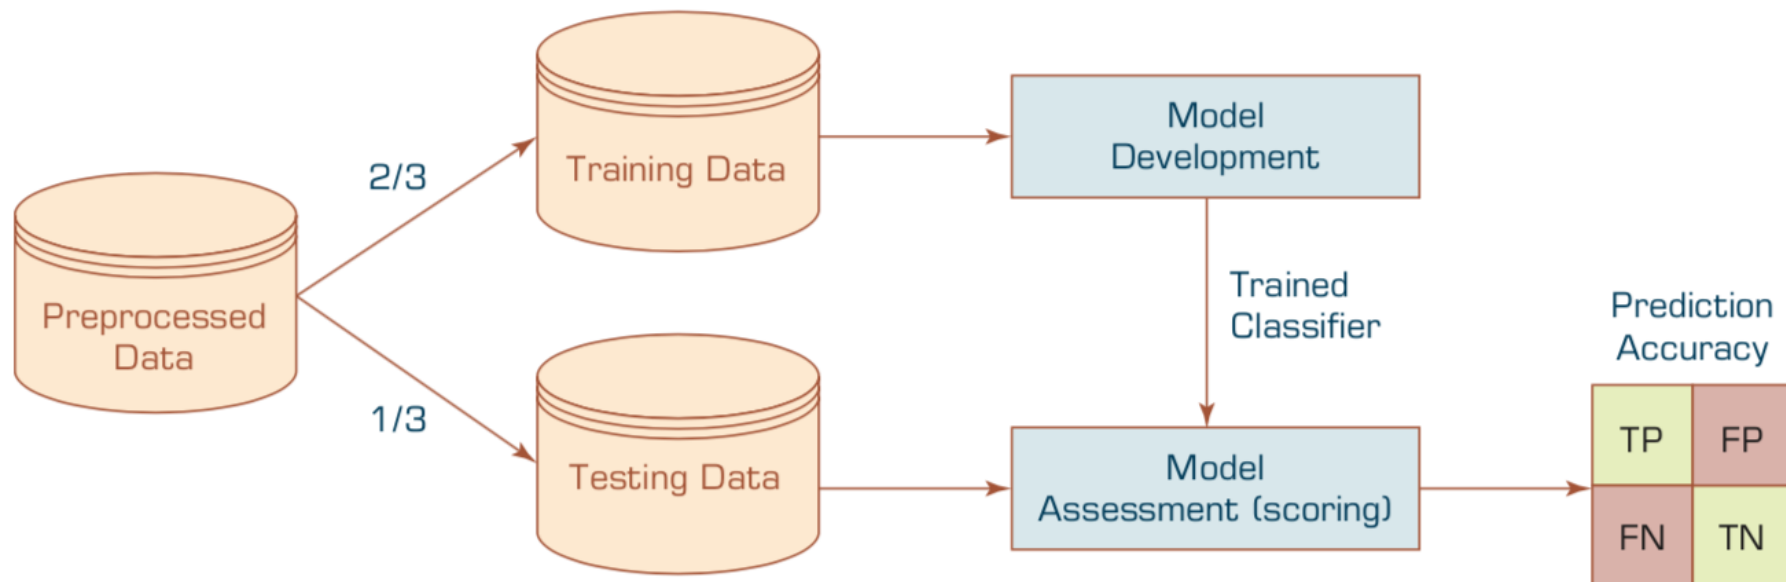 Preprocessed
Data
2/3
1/3
Training Data
Testing Data
Model
Development
Trained
Classifier
Model
Assessment (scoring)
Prediction
Accuracy
TP FP
FN TN